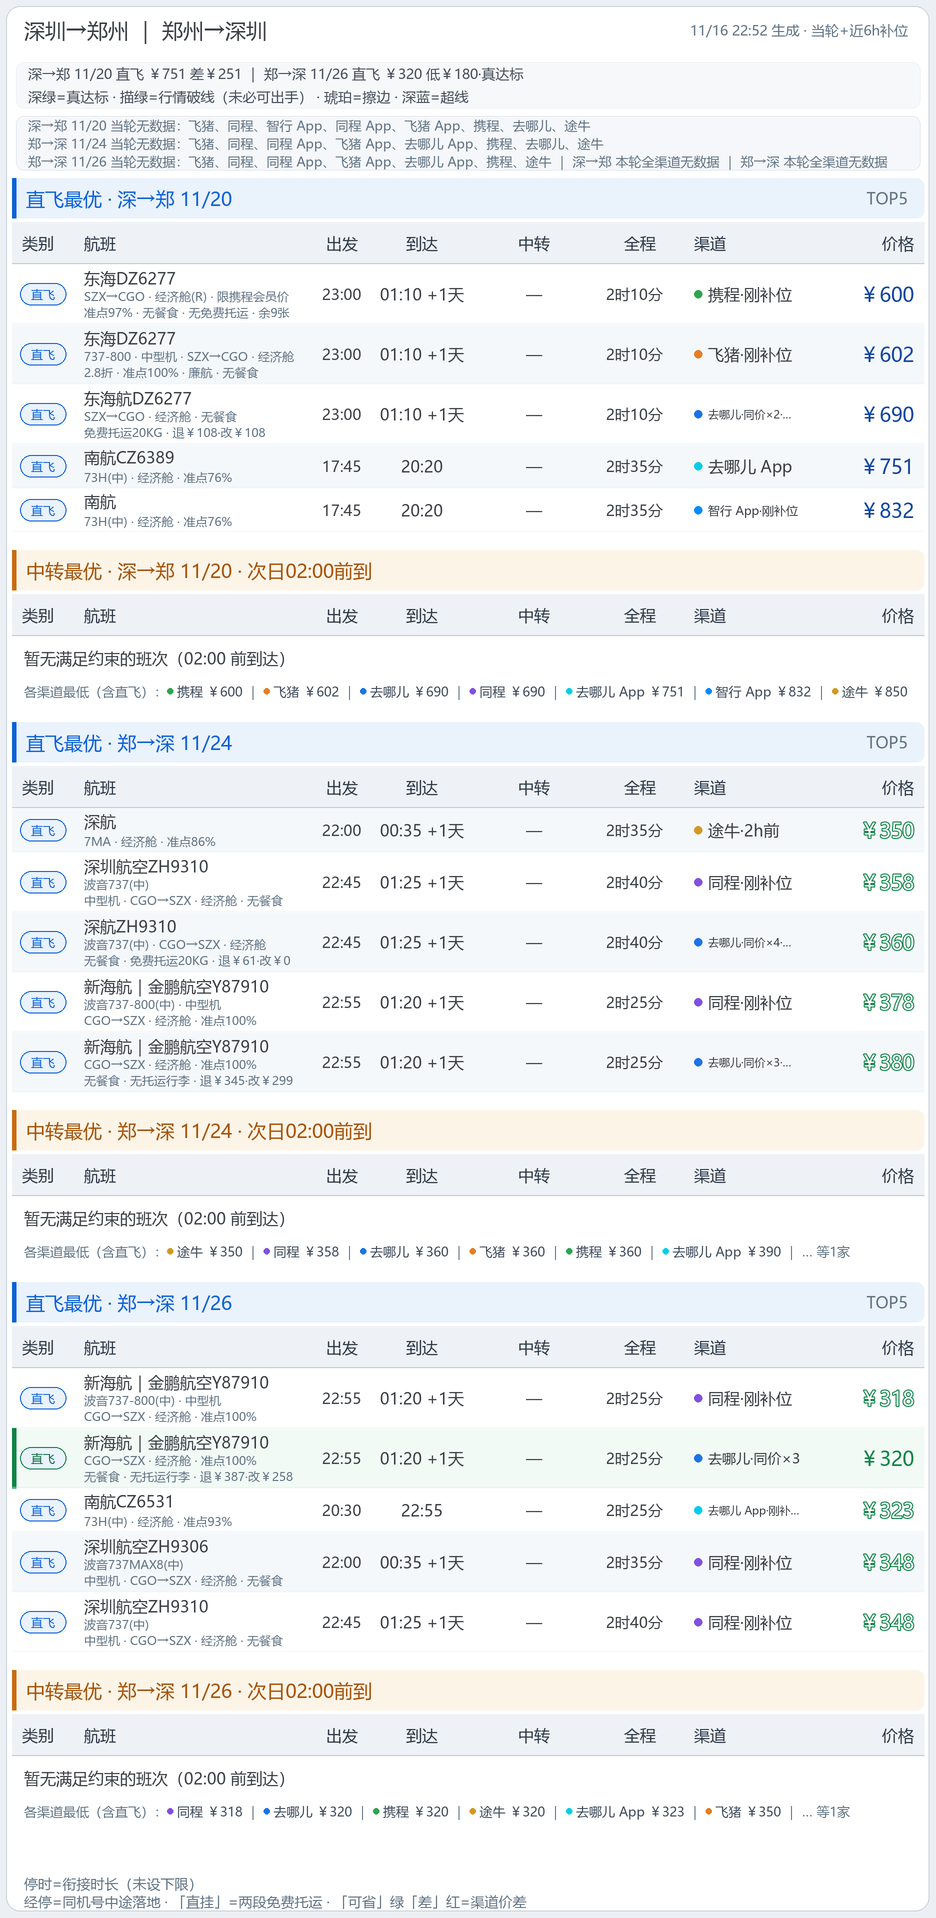 深圳→郑州 ｜ 郑州→深圳
11/16 22:52 生成 · 当轮+近6h补位
深→郑 11/20 直飞 ￥751 差￥251 ｜ 郑→深 11/26 直飞 ￥320 低￥180·真达标
深绿=真达标 · 描绿=行情破线（未必可出手） · 琥珀=擦边 · 深蓝=超线
深→郑 11/20 当轮无数据：飞猪、同程、智行 App、同程 App、飞猪 App、携程、去哪儿、途牛
郑→深 11/24 当轮无数据：飞猪、同程、同程 App、飞猪 App、去哪儿 App、携程、去哪儿、途牛
郑→深 11/26 当轮无数据：飞猪、同程、同程 App、飞猪 App、去哪儿 App、携程、途牛 ｜ 深→郑 本轮全渠道无数据 ｜ 郑→深 本轮全渠道无数据
直飞最优 · 深→郑 11/20 TOP5
类别 航班 出发 到达 中转 全程 渠道 价格
东海DZ6277
直飞 SZX→CGO · 经济舱(R) · 限携程会员价 23:00 01:10 +1天 — 2时10分 携程·刚补位 ￥600
准点97% · 无餐食 · 无免费托运 · 余9张
东海DZ6277
直飞 737-800 · 中型机 · SZX→CGO · 经济舱 23:00 01:10 +1天 — 2时10分 飞猪·刚补位 ￥602
2.8折 · 准点100% · 廉航 · 无餐食
东海航DZ6277
直飞 SZX→CGO · 经济舱 · 无餐食 23:00 01:10 +1天 — 2时10分 去哪儿·同价×2·... ￥690
免费托运20KG · 退￥108·改￥108
南航CZ6389
直飞 73H(中) · 经济舱 · 准点76% 17:45 20:20 — 2时35分 去哪儿 App ￥751
南航
直飞 73H(中) · 经济舱 · 准点76% 17:45 20:20 — 2时35分 智行 App·刚补位 ￥832
中转最优 · 深→郑 11/20 · 次日02:00前到
类别 航班 出发 到达 中转 全程 渠道 价格
暂无满足约束的班次（02:00 前到达）
各渠道最低（含直飞）: 携程 ￥600 ｜ 飞猪 ￥602 ｜ 去哪儿 ￥690 ｜ 同程 ￥690 ｜ 去哪儿 App ￥751 ｜ 智行 App ￥832 ｜ 途牛 ￥850
直飞最优 · 郑→深 11/24 TOP5
类别 航班 出发 到达 中转 全程 渠道 价格
深航
直飞 7MA · 经济舱 · 准点86% 22:00 00:35 +1天 — 2时35分 途牛·2h前 ￥350
深圳航空ZH9310
直飞 波音737(中) 22:45 01:25 +1天 — 2时40分 同程·刚补位 ￥358
中型机 · CGO→SZX · 经济舱 · 无餐食
深航ZH9310
直飞 波音737(中) · CGO→SZX · 经济舱 22:45 01:25 +1天 — 2时40分 去哪儿·同价×4·... ￥360
无餐食 · 免费托运20KG · 退￥61·改￥0
新海航｜金鹏航空Y87910
直飞 波音737-800(中) · 中型机 22:55 01:20 +1天 — 2时25分 同程·刚补位 ￥378
CGO→SZX · 经济舱 · 准点100%
新海航｜金鹏航空Y87910
直飞 CGO→SZX · 经济舱 · 准点100% 22:55 01:20 +1天 — 2时25分 去哪儿·同价×3·... ￥380
无餐食 · 无托运行李 · 退￥345·改￥299
中转最优 · 郑→深 11/24 · 次日02:00前到
类别 航班 出发 到达 中转 全程 渠道 价格
暂无满足约束的班次（02:00 前到达）
各渠道最低（含直飞）: 途牛 ￥350 ｜ 同程 ￥358 ｜ 去哪儿 ￥360 ｜ 飞猪 ￥360 ｜ 携程 ￥360 ｜ 去哪儿 App ￥390 ｜ ... 等1家
直飞最优 · 郑→深 11/26 TOP5
类别 航班 出发 到达 中转 全程 渠道 价格
新海航｜金鹏航空Y87910
直飞 波音737-800(中) · 中型机 22:55 01:20 +1天 — 2时25分 同程·刚补位 ￥318
CGO→SZX · 经济舱 · 准点100%
新海航｜金鹏航空Y87910
直飞 CGO→SZX · 经济舱 · 准点100% 22:55 01:20 +1天 — 2时25分 去哪儿·同价×3 ￥320
无餐食 · 无托运行李 · 退￥387·改￥258
南航CZ6531
直飞 73H(中) · 经济舱 · 准点93% 20:30 22:55 — 2时25分 去哪儿 App·刚补... ￥323
深圳航空ZH9306
直飞 波音737MAX8(中) 22:00 00:35 +1天 — 2时35分 同程·刚补位 ￥348
中型机 · CGO→SZX · 经济舱 · 无餐食
深圳航空ZH9310
直飞 波音737(中) 22:45 01:25 +1天 — 2时40分 同程·刚补位 ￥348
中型机 · CGO→SZX · 经济舱 · 无餐食
中转最优 · 郑→深 11/26 · 次日02:00前到
类别 航班 出发 到达 中转 全程 渠道 价格
暂无满足约束的班次（02:00 前到达）
各渠道最低（含直飞）: 同程 ￥318 ｜ 去哪儿 ￥320 ｜ 携程 ￥320 ｜ 途牛 ￥320 ｜ 去哪儿 App ￥323 ｜ 飞猪 ￥350 ｜ ... 等1家
停时=衔接时长（未设下限）
经停=同机号中途落地 · 「直挂」=两段免费托运 · 「可省」绿「差」红=渠道价差